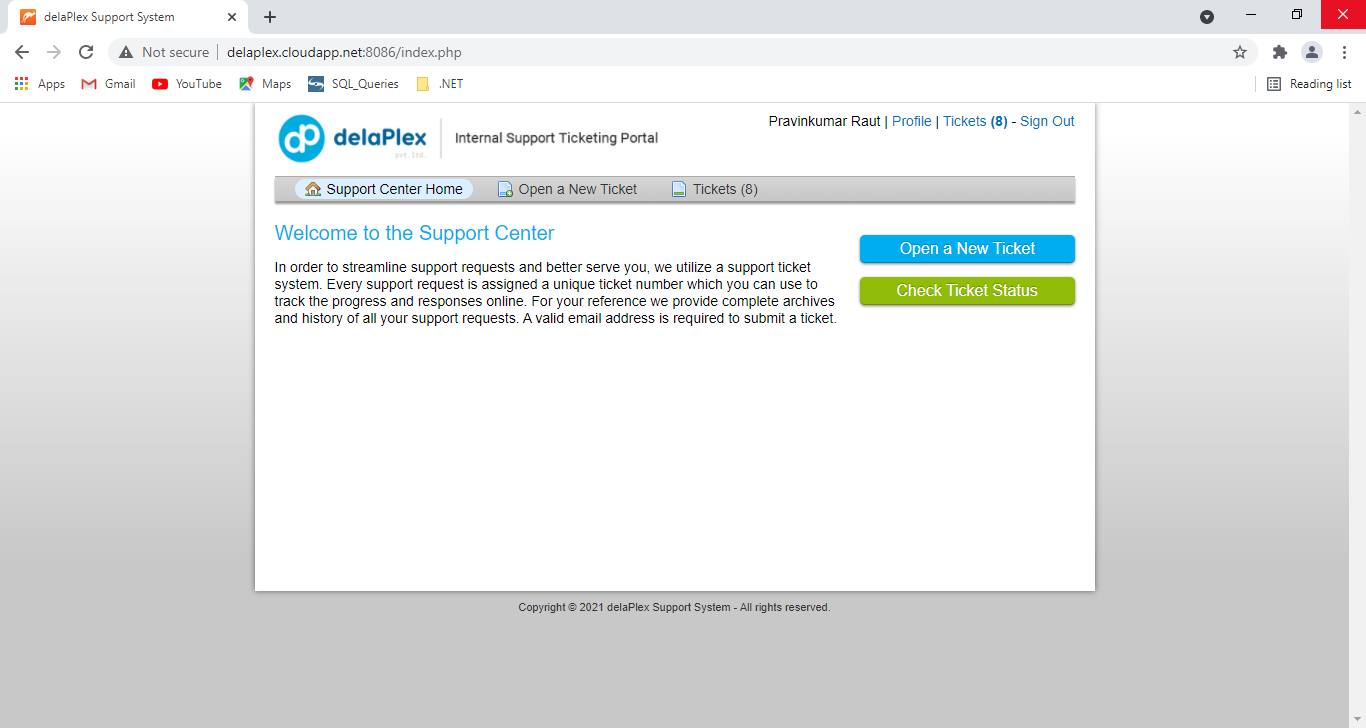 delaPlex Support System
Not secure | delaplex.cloudapp.net:8086/index.php
Apps Gmail YouTube Maps SQL_Queries .NET Reading list
dp delaPlex Internal Support Ticketing Portal
pvt.ltd.
Pravinkumar Raut | Profile | Tickets (8) - Sign Out
Support Center Home Open a New Ticket Tickets (8)
Welcome to the Support Center
In order to streamline support requests and better serve you, we utilize a support ticket
system. Every support request is assigned a unique ticket number which you can use to
track the progress and responses online. For your reference we provide complete archives
and history of all your support requests. A valid email address is required to submit a ticket.
Open a New Ticket
Check Ticket Status
Copyright © 2021 delaPlex Support System - All rights reserved.